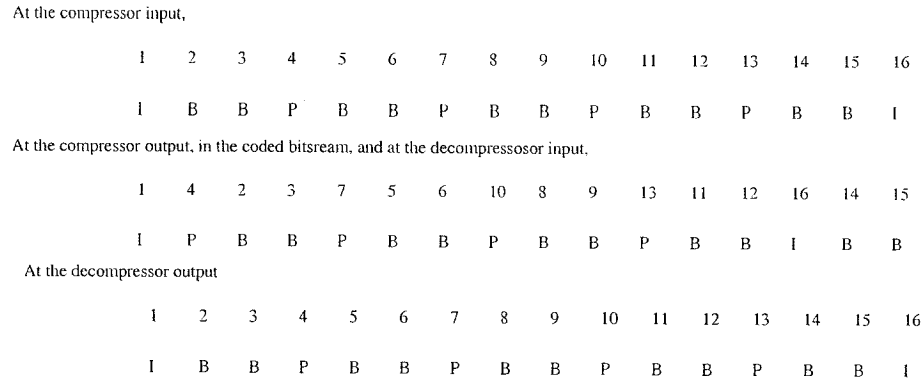 At the compressor input,
1 2 3 4 5 6 7 8 9 10 11 12 13 14 15 16
I B B P B B P B B P B B P B B I
At the compressor output, in the coded bitsream, and at the decompressosor input,
1 4 2 3 7 5 6 10 8 9 13 11 12 16 14 15
I P B B P B B P B B P B B I B B
At the decompressor output
1 2 3 4 5 6 7 8 9 10 11 12 13 14 15 16
I B B P B B P B B P B B P B B I